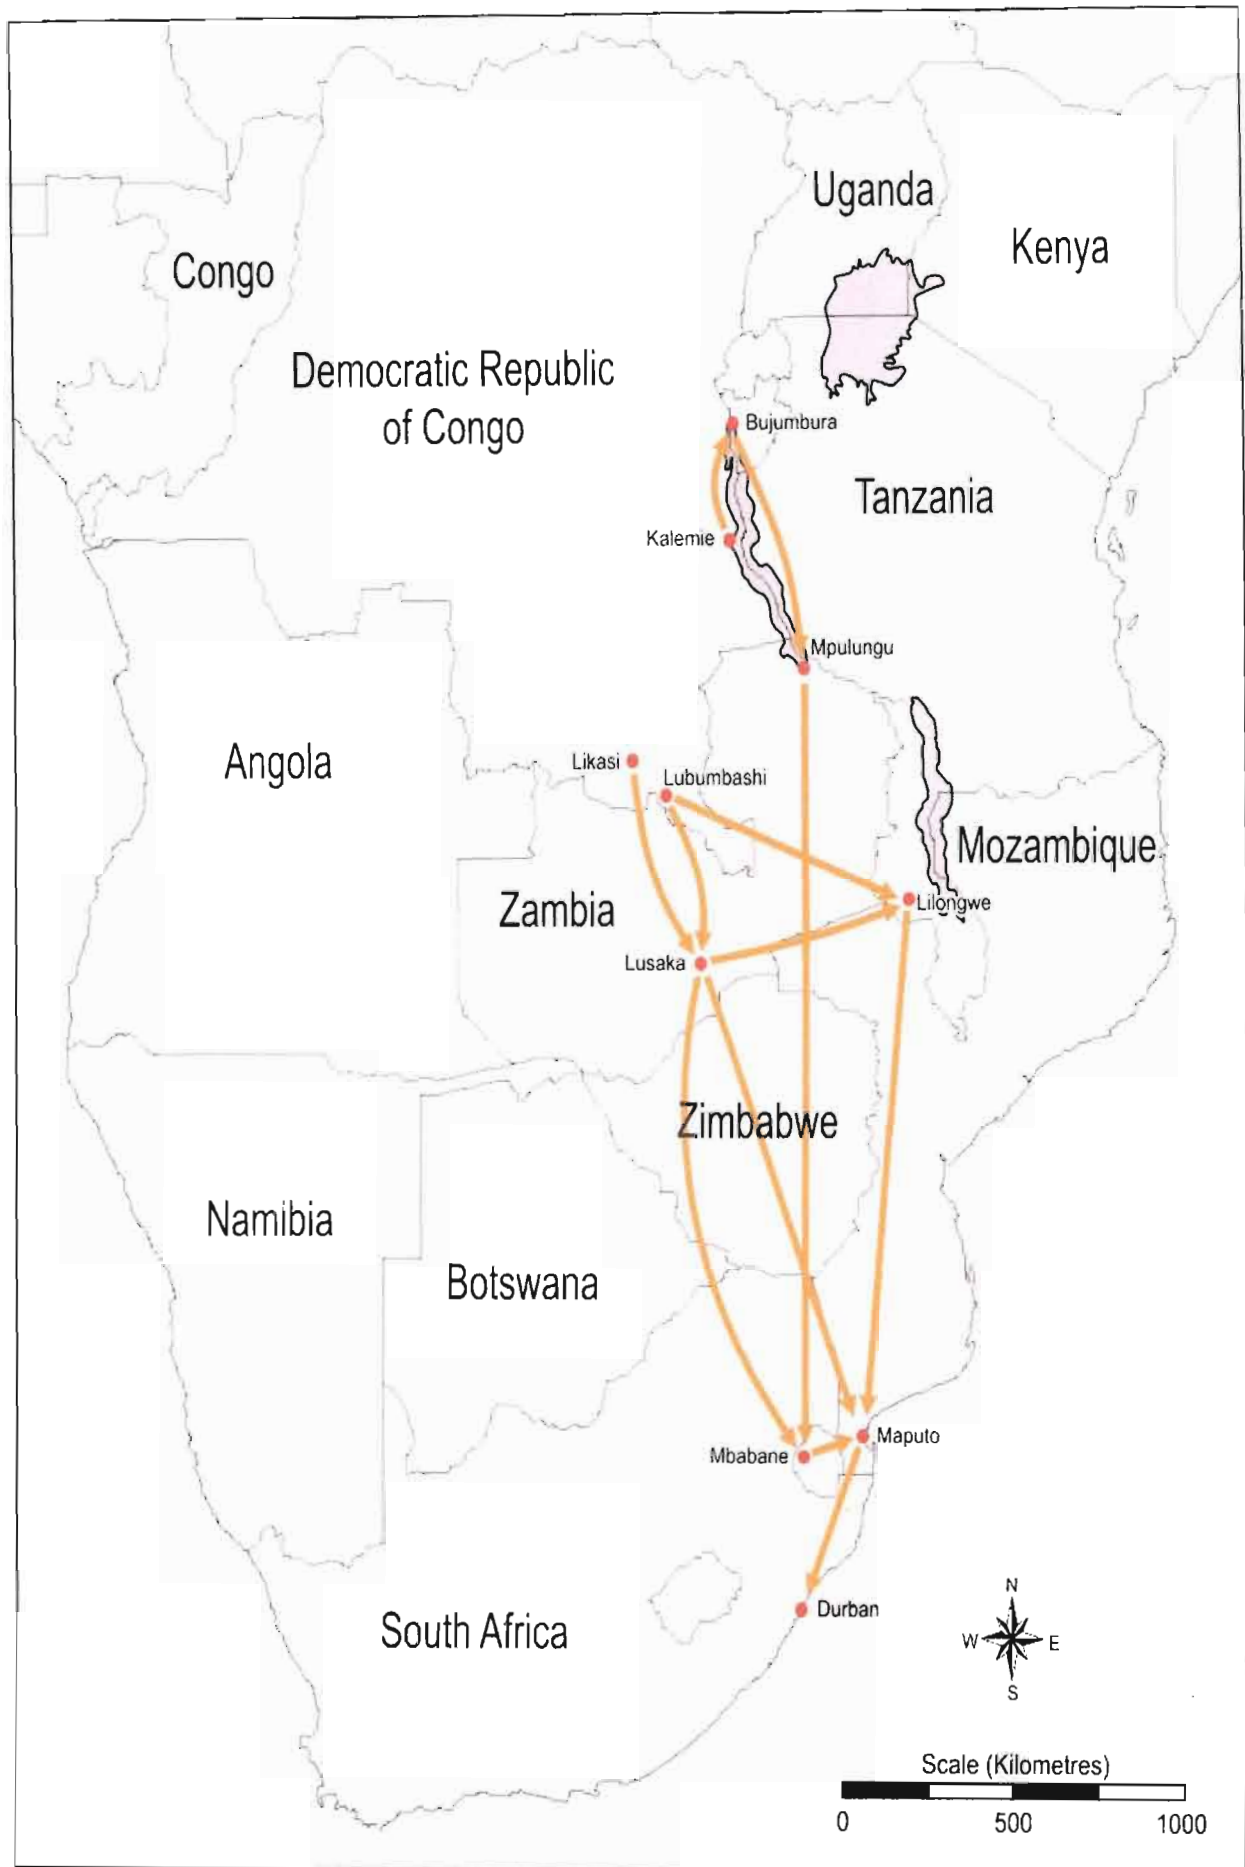 Uganda
Kenya
Congo
Democratic Republic
of Congo
Bujumbura
Tanzania
Kalemie
Mpulungu
Angola
Likasi
Lubumbashi
Mozambique
Zambia
Lilongwe
Lusaka
Zimbabwe
Namibia
Botswana
Maputo
Mbabane
Durban
South Africa
N
W
E
S
Scale (Kilometres)
0 500 1000